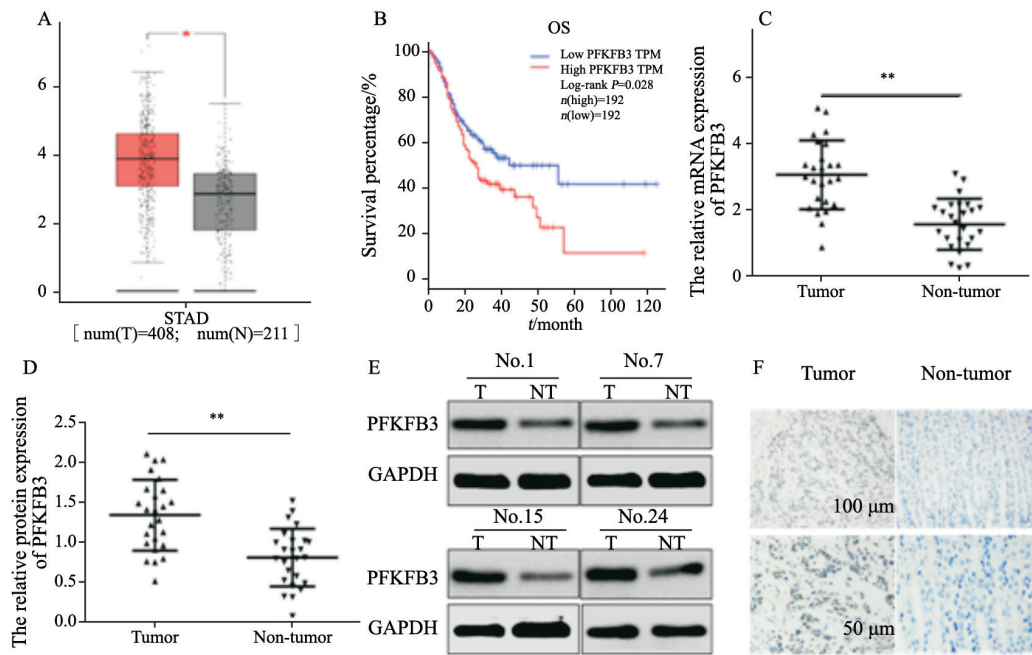 A
*
6
4
2
0
STAD
[ num(T)=408; num(N)=211 ]
B
OS
Survival percentage/%
100
80
60
40
20
0
Low PFKFB3 TPM
High PFKFB3 TPM
Log-rank P=0.028
n(high)=192
n(low)=192
0 20 40 50 60 100 120
t/month
C
The relative mRNA expression
of PFKFB3
6
4
2
0
**
Tumor Non-tumor
D
The relative protein expression
of PFKFB3
2.5
2.0
1.5
1.0
0.5
0.0
**
Tumor Non-tumor
E
No.1 No.7
T NT T NT
PFKFB3
GAPDH
No.15 No.24
T NT T NT
PFKFB3
GAPDH
F
Tumor Non-tumor
100 μm
50 μm